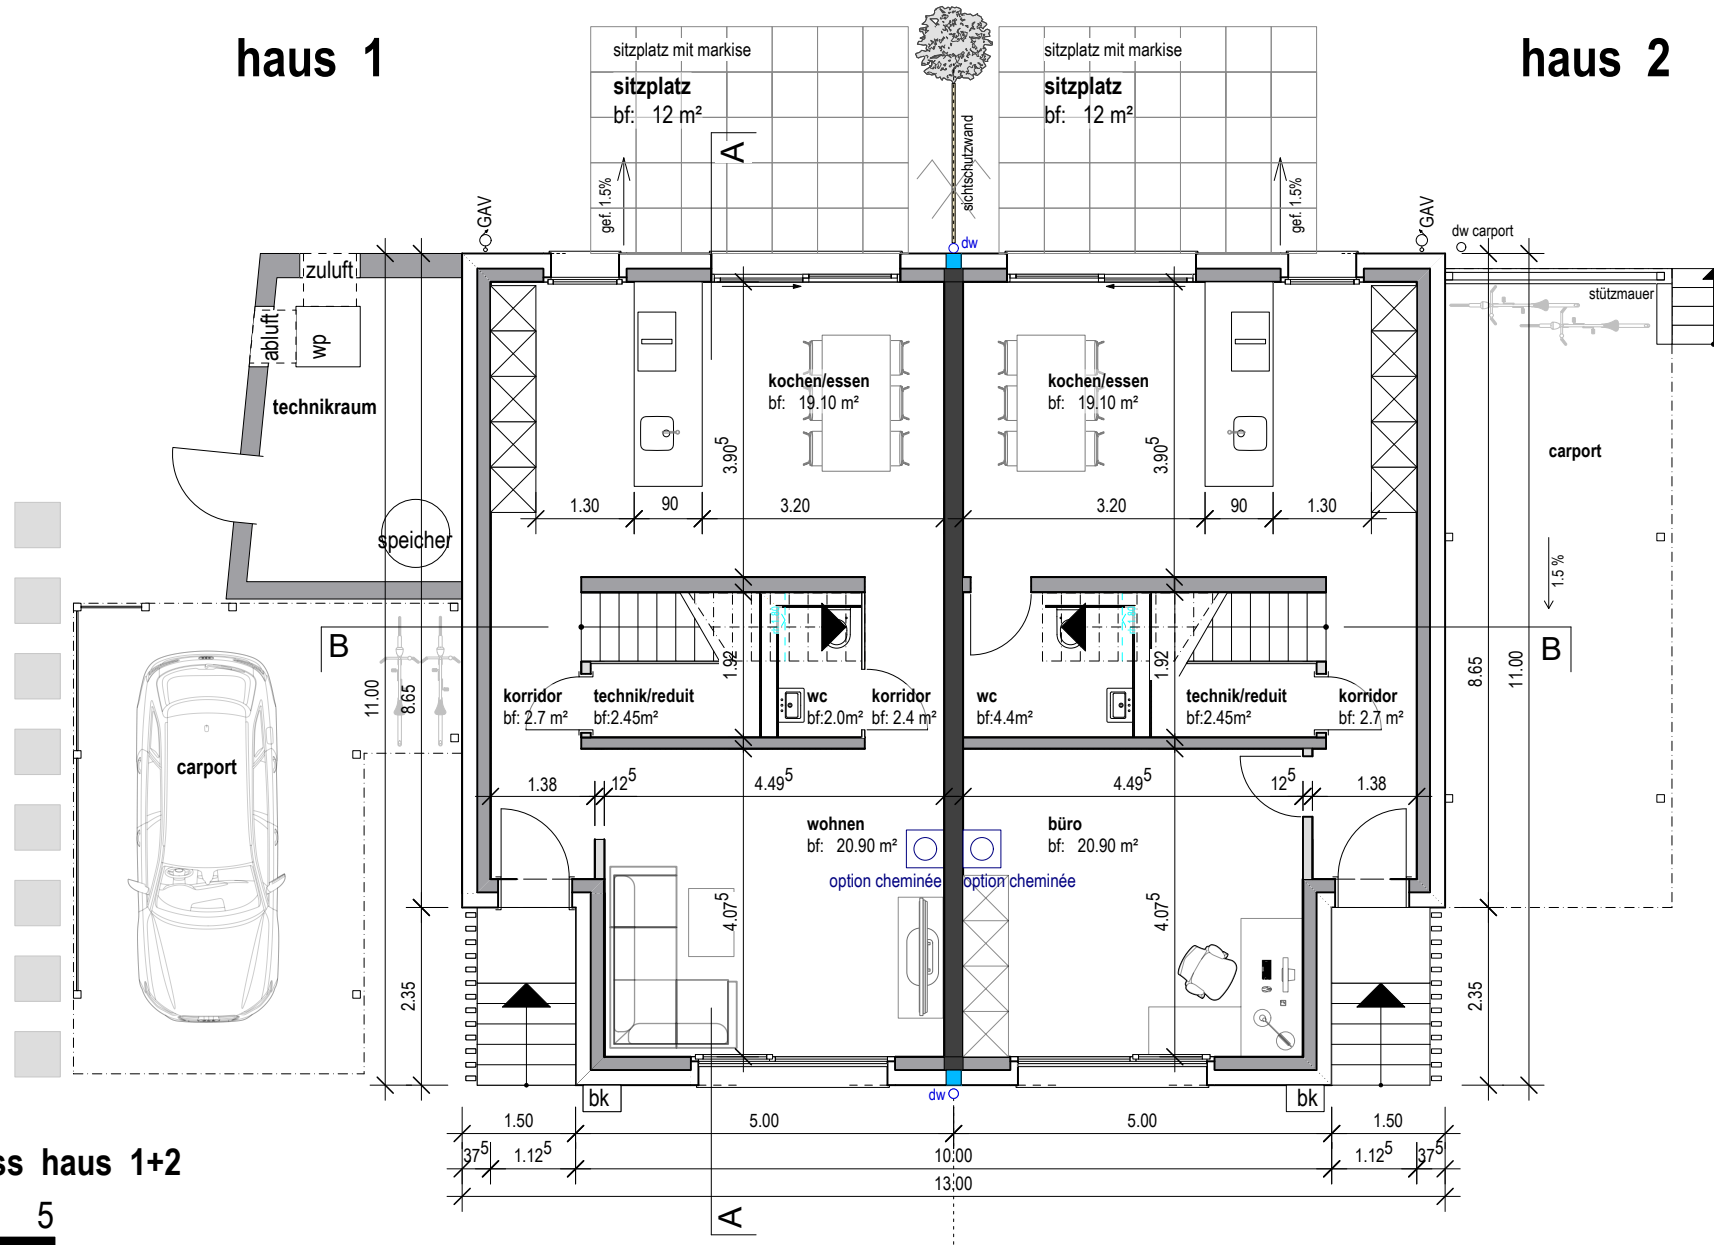 haus 1
haus 2
sitzplatz mit markise
sitzplatz
bf: 12 m²
sitzplatz mit markise
sitzplatz
bf: 12 m²
sichtschutzwand
A
gef. 1.5%
gef. 1.5%
GAV
GAV
dw
dw carport
zuluft
abluft
wp
technikraum
speicher
stützmauer
kochen/essen
bf: 19.10 m²
kochen/essen
bf: 19.10 m²
carport
3.90⁵
3.90⁵
1.30
90
3.20
3.20
90
1.30
1.5 %
B
B
11.00
8.65
1.92
1.92
8.65
11.00
korridor
bf: 2.7 m²
technik/reduit
bf:2.45m²
wc
bf:2.0m²
korridor
bf: 2.4 m²
wc
bf:4.4m²
technik/reduit
bf:2.45m²
korridor
bf: 2.7 m²
carport
1.38
12⁵
4.49⁵
4.49⁵
12⁵
1.38
wohnen
bf: 20.90 m²
büro
bf: 20.90 m²
option cheminée
option cheminée
4.07⁵
4.07⁵
2.35
2.35
bk
dw
bk
1.50
5.00
5.00
1.50
37⁵
1.12⁵
10.00
1.12⁵
37⁵
13.00
A
ss haus 1+2
5